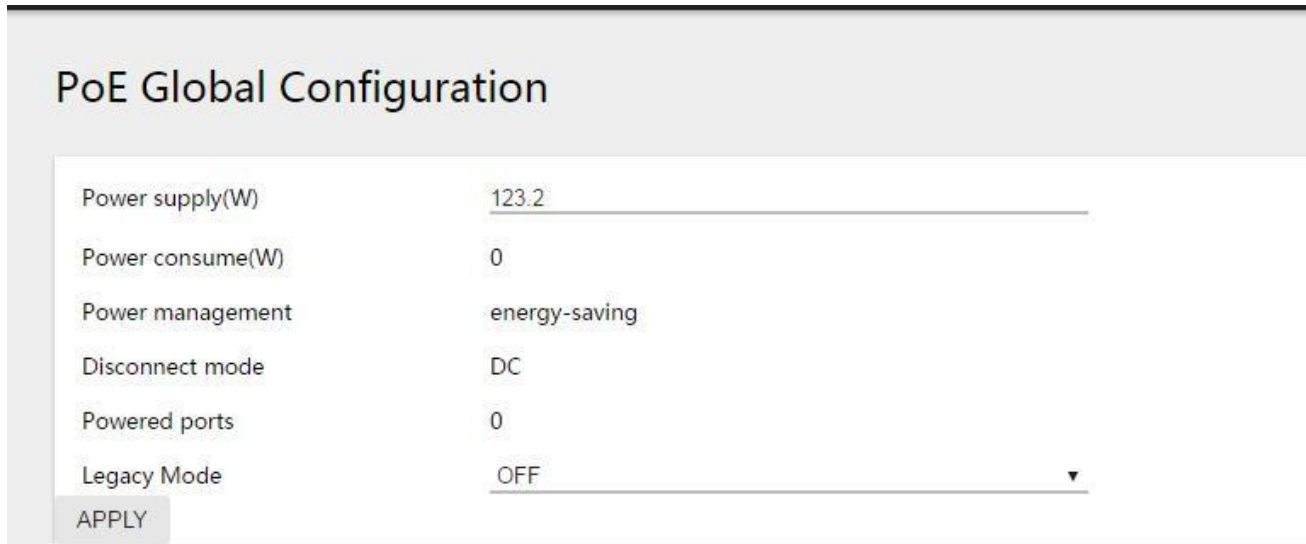 PoE Global Configuration
Power supply(W) 123.2
Power consume(W) 0
Power management energy-saving
Disconnect mode DC
Powered ports 0
Legacy Mode OFF
APPLY